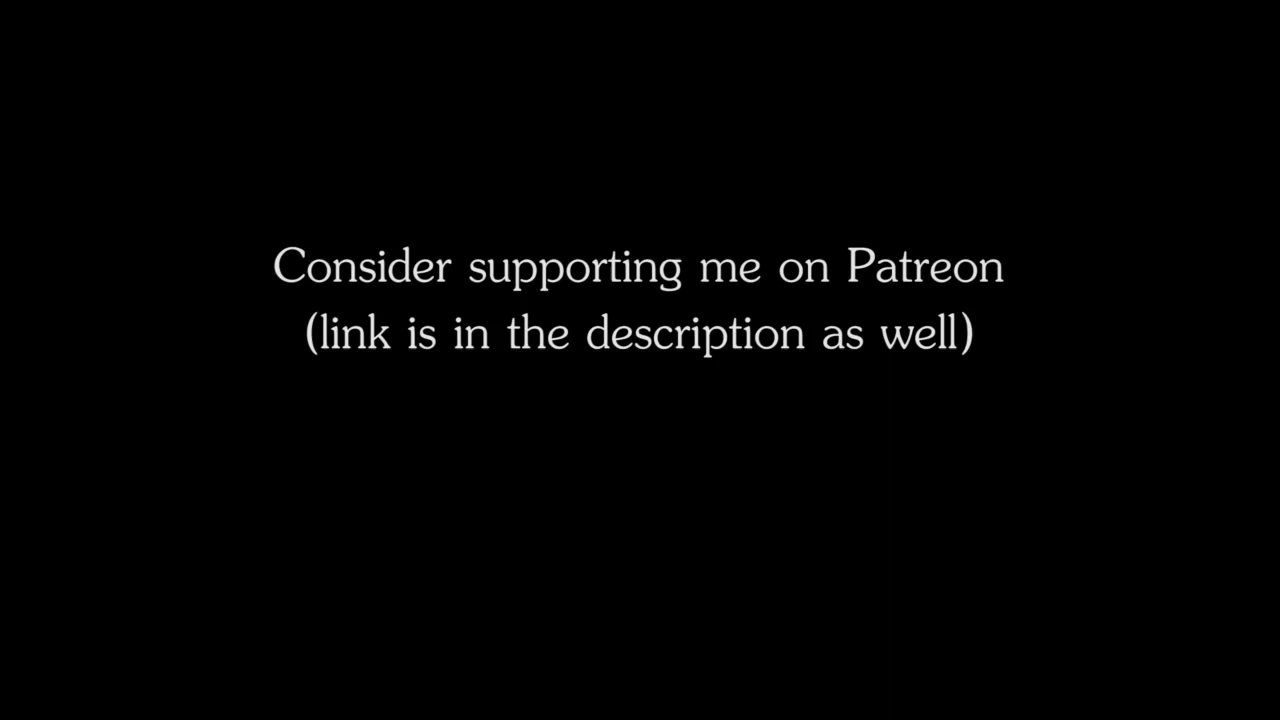 Consider supporting me on Patreon
(link is in the description as well)